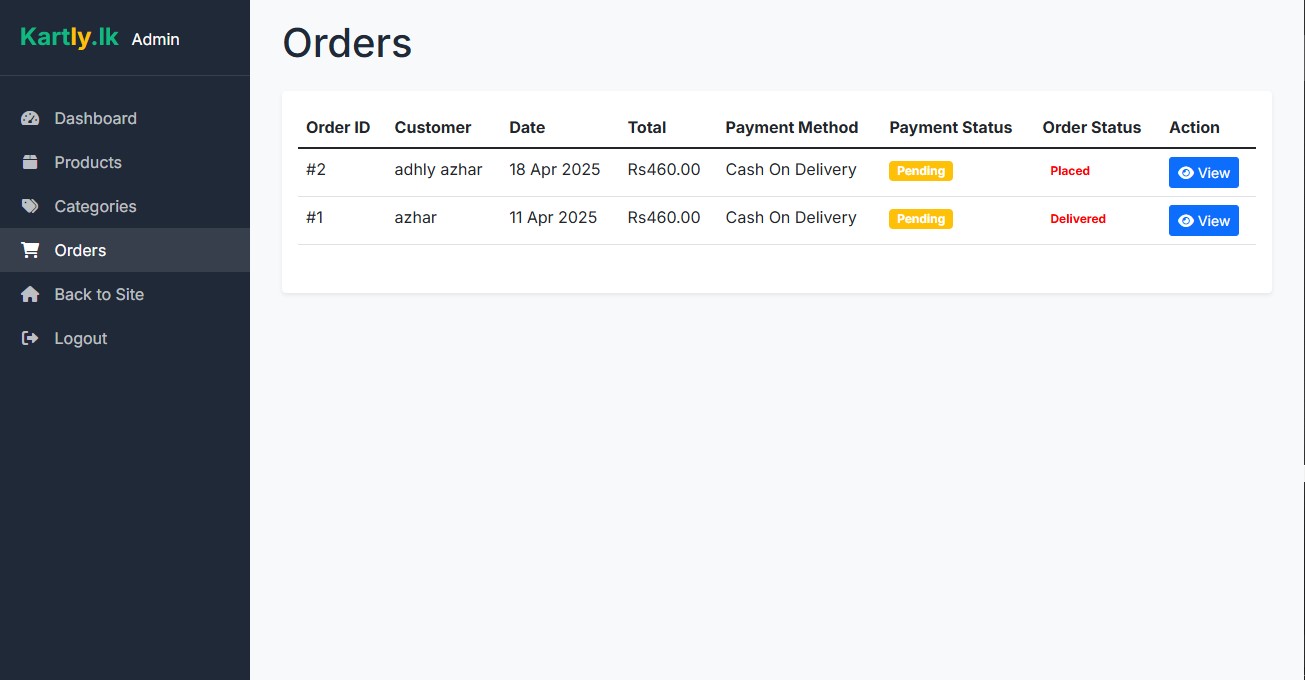 Kartly.lk Admin
Dashboard
Products
Categories
Orders
Back to Site
Logout
Orders
Order ID Customer Date Total Payment Method Payment Status Order Status Action
#2 adhly azhar 18 Apr 2025 Rs460.00 Cash On Delivery Pending Placed View
#1 azhar 11 Apr 2025 Rs460.00 Cash On Delivery Pending Delivered View